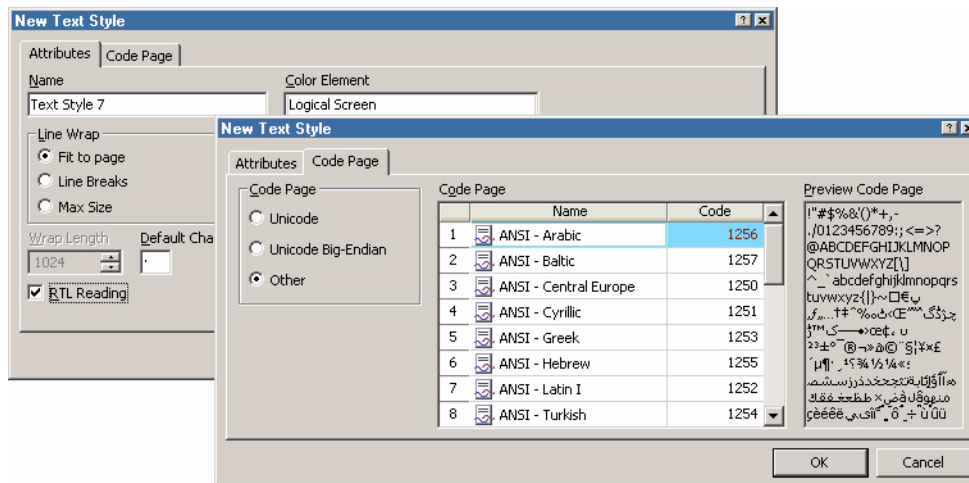 New Text Style
Attributes Code Page
Name Color Element
Text Style 7 Logical Screen
Line Wrap
Fit to page
Line Breaks
Max Size
Wrap Length Default Cha
1024
RTL Reading
New Text Style
Attributes Code Page
Code Page
Unicode
Unicode Big-Endian
Other
Code Page
Name Code
1 ANSI - Arabic 1256
2 ANSI - Baltic 1257
3 ANSI - Central Europe 1250
4 ANSI - Cyrillic 1251
5 ANSI - Greek 1253
6 ANSI - Hebrew 1255
7 ANSI - Latin I 1252
8 ANSI - Turkish 1254
Preview Code Page
!"#$%&'()*+,-
./0123456789:;<=>?
@ABCDEFGHIJKLMNOP
QRSTUVWXYZ[\]
^_`abcdefghijklmnopqrs
OK Cancel